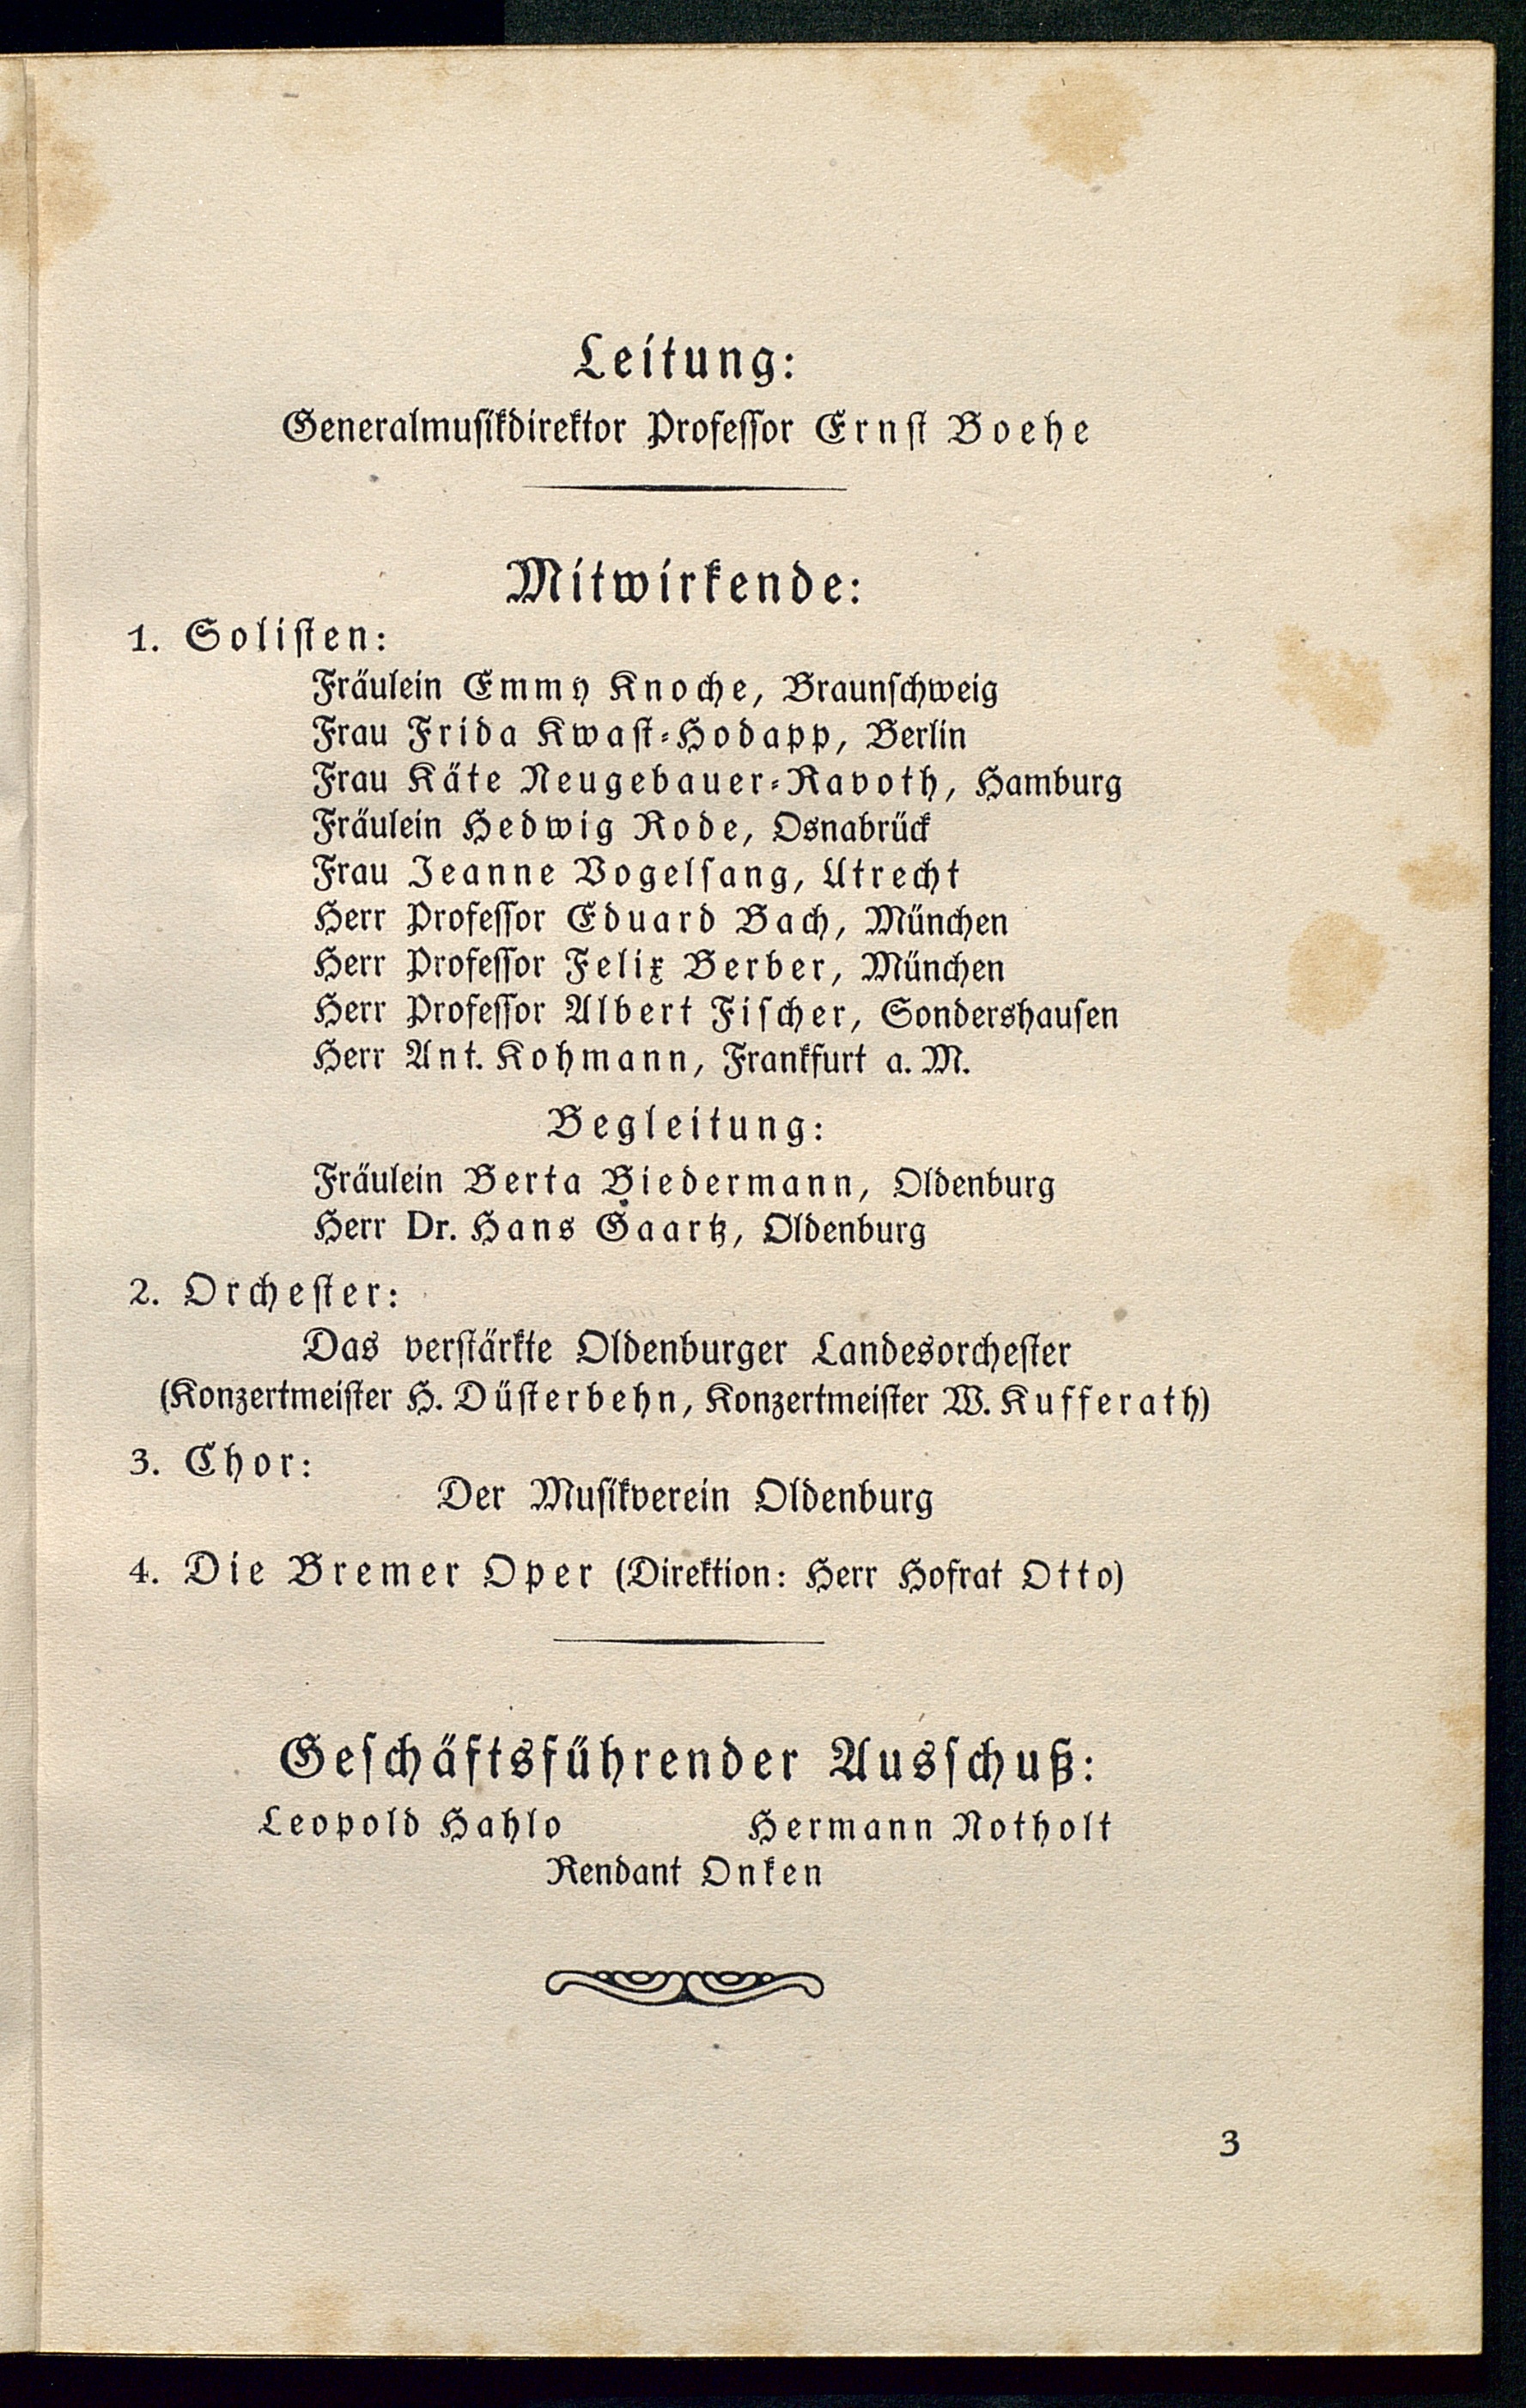 Leitung:
Generalmusikdirektor Professor Ernst Boehe
Mitwirkende:
1. Solisten:
Fräulein Emmy Knoche, Braunschweig
Frau Frida Kwast-Hodapp, Berlin
Frau Käte Neugebauer-Ravoth, Hamburg
Fräulein Hedwig Rode, Osnabrück
Frau Jeanne Vogelsang, Utrecht
Herr Professor Eduard Bach, München
Herr Professor Felix Berber, München
Herr Professor Albert Fischer, Sondershausen
Herr Ant. Kohmann, Frankfurt a. M.
Begleitung:
Fräulein Berta Biedermann, Oldenburg
Herr Dr. Hans Gaartz, Oldenburg
2. Orchester:
Das verstärkte Oldenburger Landesorchester
(Konzertmeister H. Düsterbehn, Konzertmeister W. Kufferath)
3. Chor:
Der Musikverein Oldenburg
4. Die Bremer Oper (Direktion: Herr Hofrat Otto)
Geschäftsführender Ausschuß:
Leopold Hahlo Hermann Notholt
Rendant Onken
3